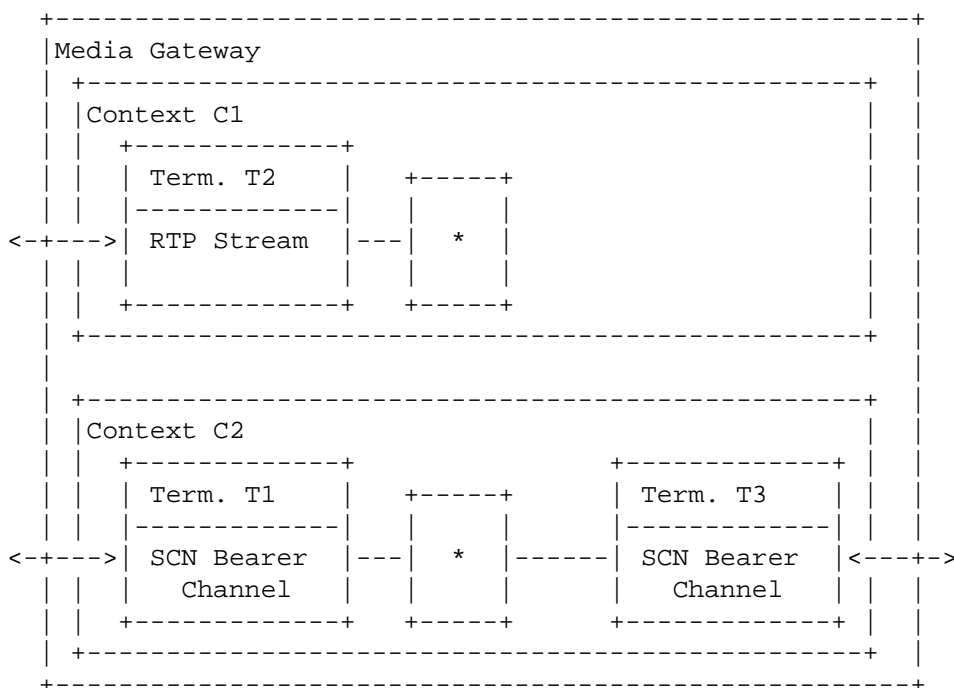 Media Gateway
Context C1
Term. T2
RTP Stream
*
Context C2
Term. T1
Term. T3
SCN Bearer
*
SCN Bearer
Channel
Channel